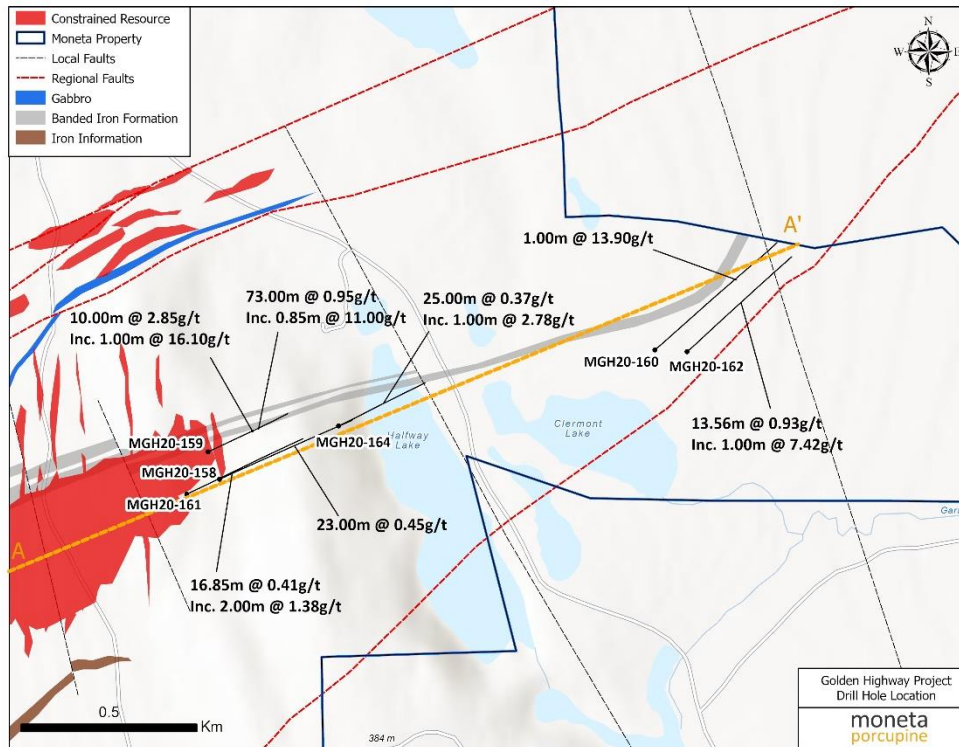 Constrained Resource
Moneta Property
Local Faults
Regional Faults
Gabbro
Banded Iron Formation
Iron Information
N
W
E
S
A'
1.00m @ 13.90g/t
73.00m @ 0.95g/t
Inc. 0.85m @ 11.00g/t
25.00m @ 0.37g/t
Inc. 1.00m @ 2.78g/t
10.00m @ 2.85g/t
Inc. 1.00m @ 16.10g/t
MGH20-160
MGH20-162
MGH20-159
MGH20-164
Halfway
Lake
Clermont
Lake
13.56m @ 0.93g/t
Inc. 1.00m @ 7.42g/t
MGH20-158
MGH20-161
23.00m @ 0.45g/t
A
16.85m @ 0.41g/t
Inc. 2.00m @ 1.38g/t
0.5
Km
384 m
Golden Highway Project
Drill Hole Location
moneta
porcupine